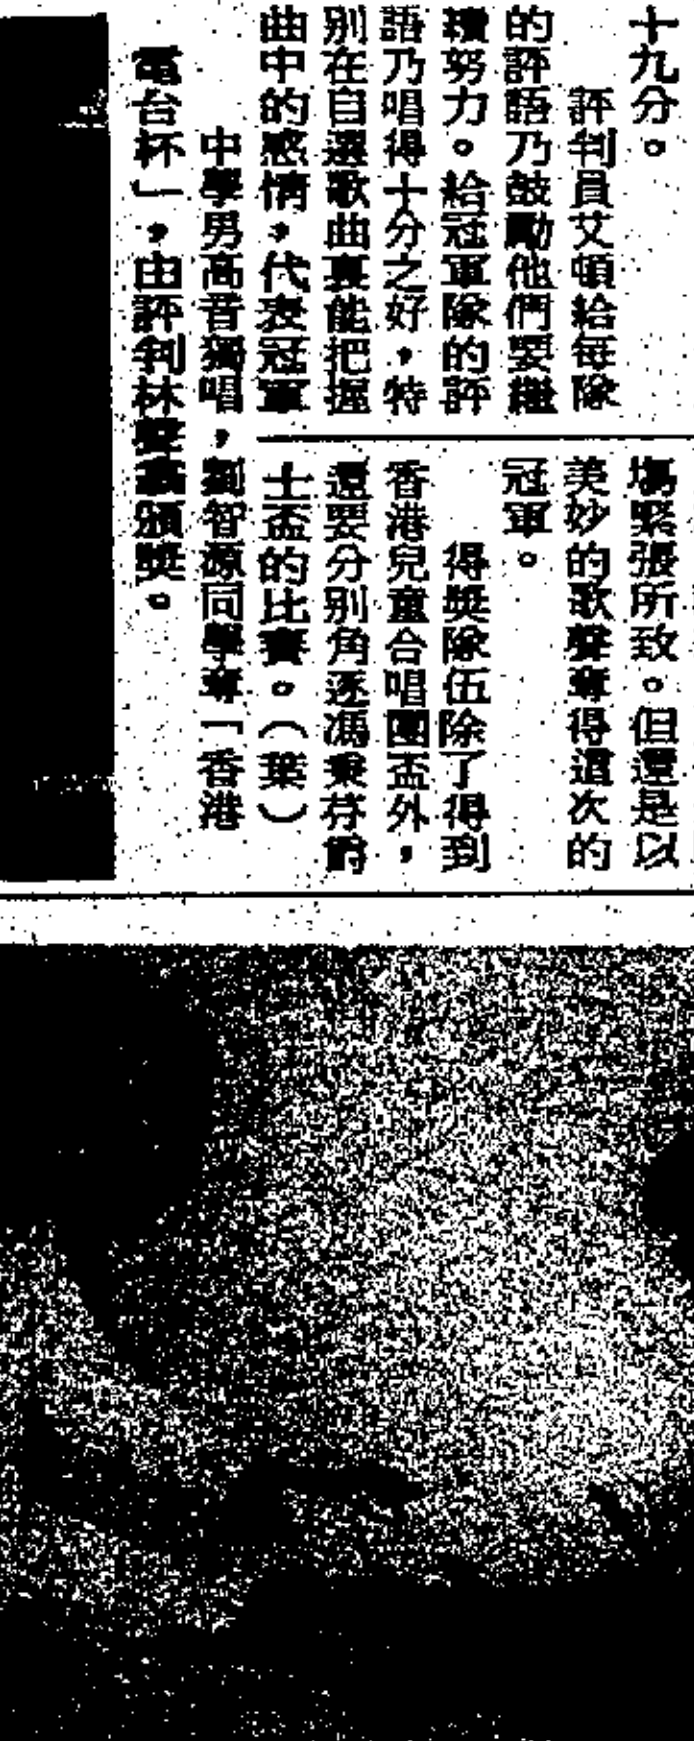 十九分。
評判員艾頓給每隊
的評語乃鼓勵他們要繼
續努力。給冠軍隊的評
語乃唱得十分之好，特
別在自選歌曲裏能把握
曲中的感情，代表冠軍
場緊張所致。但還是以
美妙的歌聲奪得這次的
冠軍。
得獎隊伍除了得到
香港兒童合唱團盃外，
還要分別角逐馮秉芬爵
士盃的比賽。（葉）
中學男高音獨唱，劉智源同學奪「香港
電台杯」，由評判林聲翕頒獎。